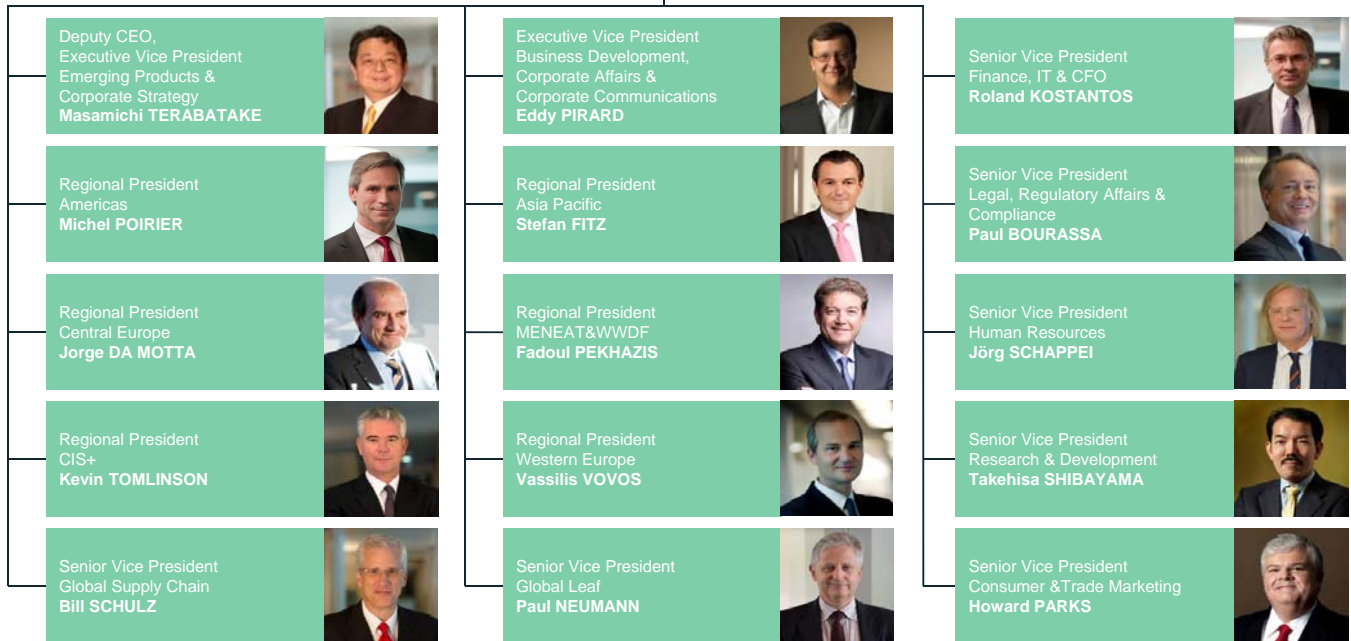 Deputy CEO,
Executive Vice President
Emerging Products &
Corporate Strategy
Masamichi TERABATAKE
Executive Vice President
Business Development,
Corporate Affairs &
Corporate Communications
Eddy PIRARD
Senior Vice President
Finance, IT & CFO
Roland KOSTANTOS
Regional President
Americas
Michel POIRIER
Regional President
Asia Pacific
Stefan FITZ
Senior Vice President
Legal, Regulatory Affairs &
Compliance
Paul BOURASSA
Regional President
Central Europe
Jorge DA MOTTA
Regional President
MENEAT&WWDF
Fadoul PEKHAZIS
Senior Vice President
Human Resources
Jörg SCHAPPEI
Regional President
CIS+
Kevin TOMLINSON
Regional President
Western Europe
Vassilis VOVOS
Senior Vice President
Research & Development
Takehisa SHIBAYAMA
Senior Vice President
Global Supply Chain
Bill SCHULZ
Senior Vice President
Global Leaf
Paul NEUMANN
Senior Vice President
Consumer &Trade Marketing
Howard PARKS